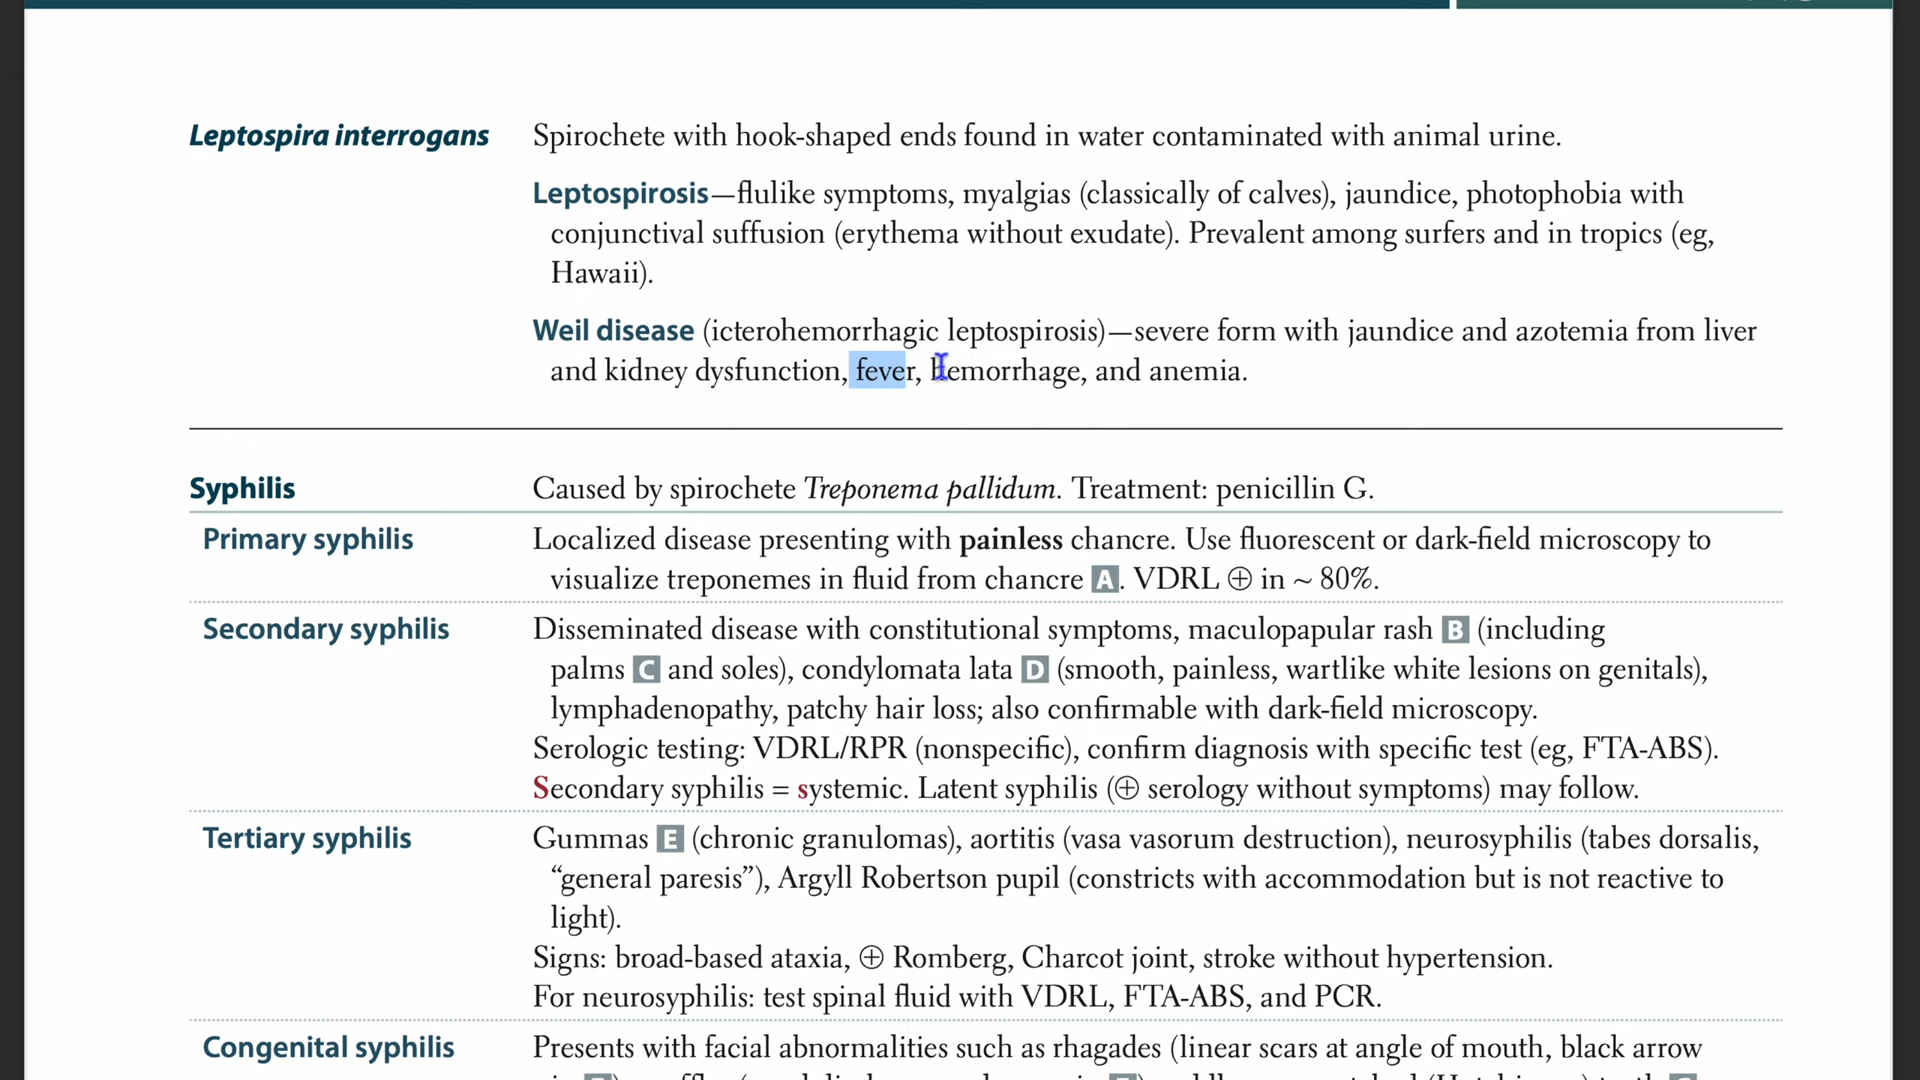 Leptospira interrogans
Spirochete with hook-shaped ends found in water contaminated with animal urine.
Leptospirosis—flulike symptoms, myalgias (classically of calves), jaundice, photophobia with
conjunctival suffusion (erythema without exudate). Prevalent among surfers and in tropics (eg,
Hawaii).
Weil disease (icterohemorrhagic leptospirosis)—severe form with jaundice and azotemia from liver
and kidney dysfunction, fever, hemorrhage, and anemia.
Syphilis
Caused by spirochete Treponema pallidum. Treatment: penicillin G.
Primary syphilis
Localized disease presenting with painless chancre. Use fluorescent or dark-field microscopy to
visualize treponemes in fluid from chancre A. VDRL ⊕ in ~ 80%.
Secondary syphilis
Disseminated disease with constitutional symptoms, maculopapular rash B (including
palms C and soles), condylomata lata D (smooth, painless, wartlike white lesions on genitals),
lymphadenopathy, patchy hair loss; also confirmable with dark-field microscopy.
Serologic testing: VDRL/RPR (nonspecific), confirm diagnosis with specific test (eg, FTA-ABS).
Secondary syphilis = systemic. Latent syphilis (⊕ serology without symptoms) may follow.
Tertiary syphilis
Gummas E (chronic granulomas), aortitis (vasa vasorum destruction), neurosyphilis (tabes dorsalis,
“general paresis”), Argyll Robertson pupil (constricts with accommodation but is not reactive to
light).
Signs: broad-based ataxia, ⊕ Romberg, Charcot joint, stroke without hypertension.
For neurosyphilis: test spinal fluid with VDRL, FTA-ABS, and PCR.
Congenital syphilis
Presents with facial abnormalities such as rhagades (linear scars at angle of mouth, black arrow